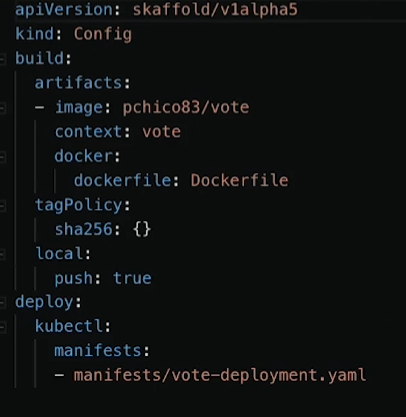 apiVersion: skaffold/v1alpha5
kind: Config
build:
  artifacts:
  - image: pchico83/vote
    context: vote
    docker:
      dockerfile: Dockerfile
  tagPolicy:
    sha256: {}
  local:
    push: true
deploy:
  kubectl:
    manifests:
    - manifests/vote-deployment.yaml